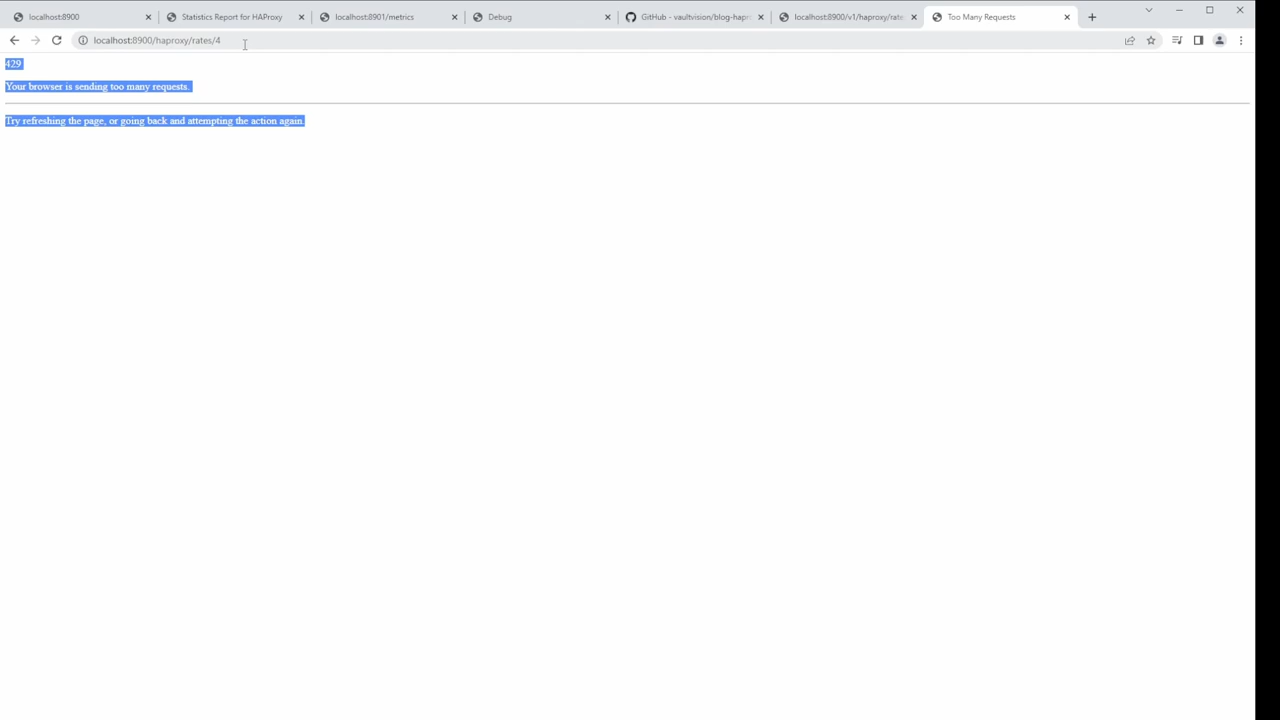 localhost:8900
Statistics Report for HAProxy
localhost:8901/metrics
Debug
GitHub - vaultvision/blog-hapro
localhost:8900/v1/haproxy/rate
Too Many Requests
localhost:8900/haproxy/rates/4
429
Your browser is sending too many requests.
Try refreshing the page, or going back and attempting the action again.